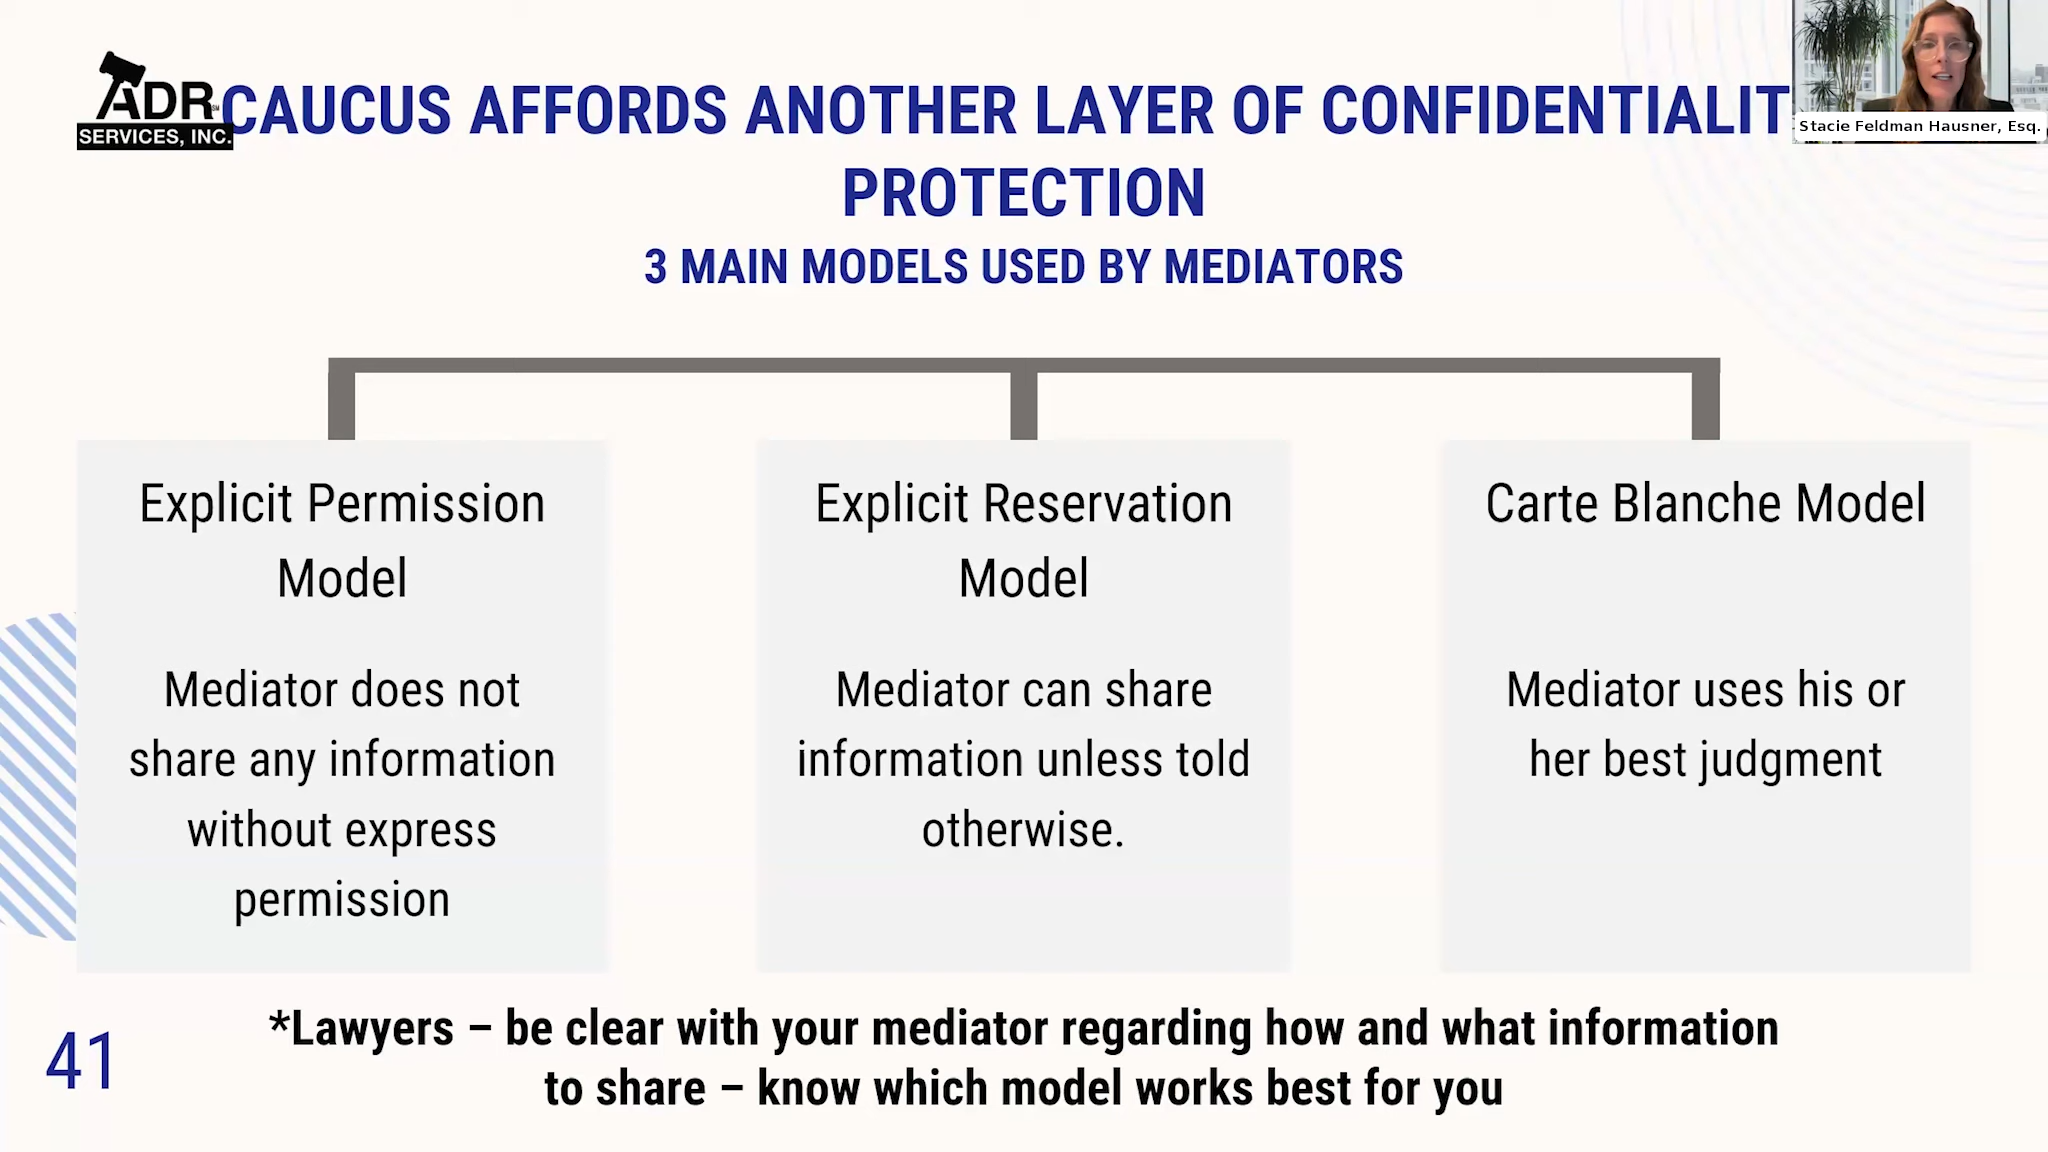 ADR
SERVICES, INC.
CAUCUS AFFORDS ANOTHER LAYER OF CONFIDENTIALIT
PROTECTION
3 MAIN MODELS USED BY MEDIATORS
Stacie Feldman Hausner, Esq.
Explicit Permission
Model
Mediator does not
share any information
without express
permission
Explicit Reservation
Model
Mediator can share
information unless told
otherwise.
Carte Blanche Model
Mediator uses his or
her best judgment
*Lawyers – be clear with your mediator regarding how and what information
to share – know which model works best for you
41